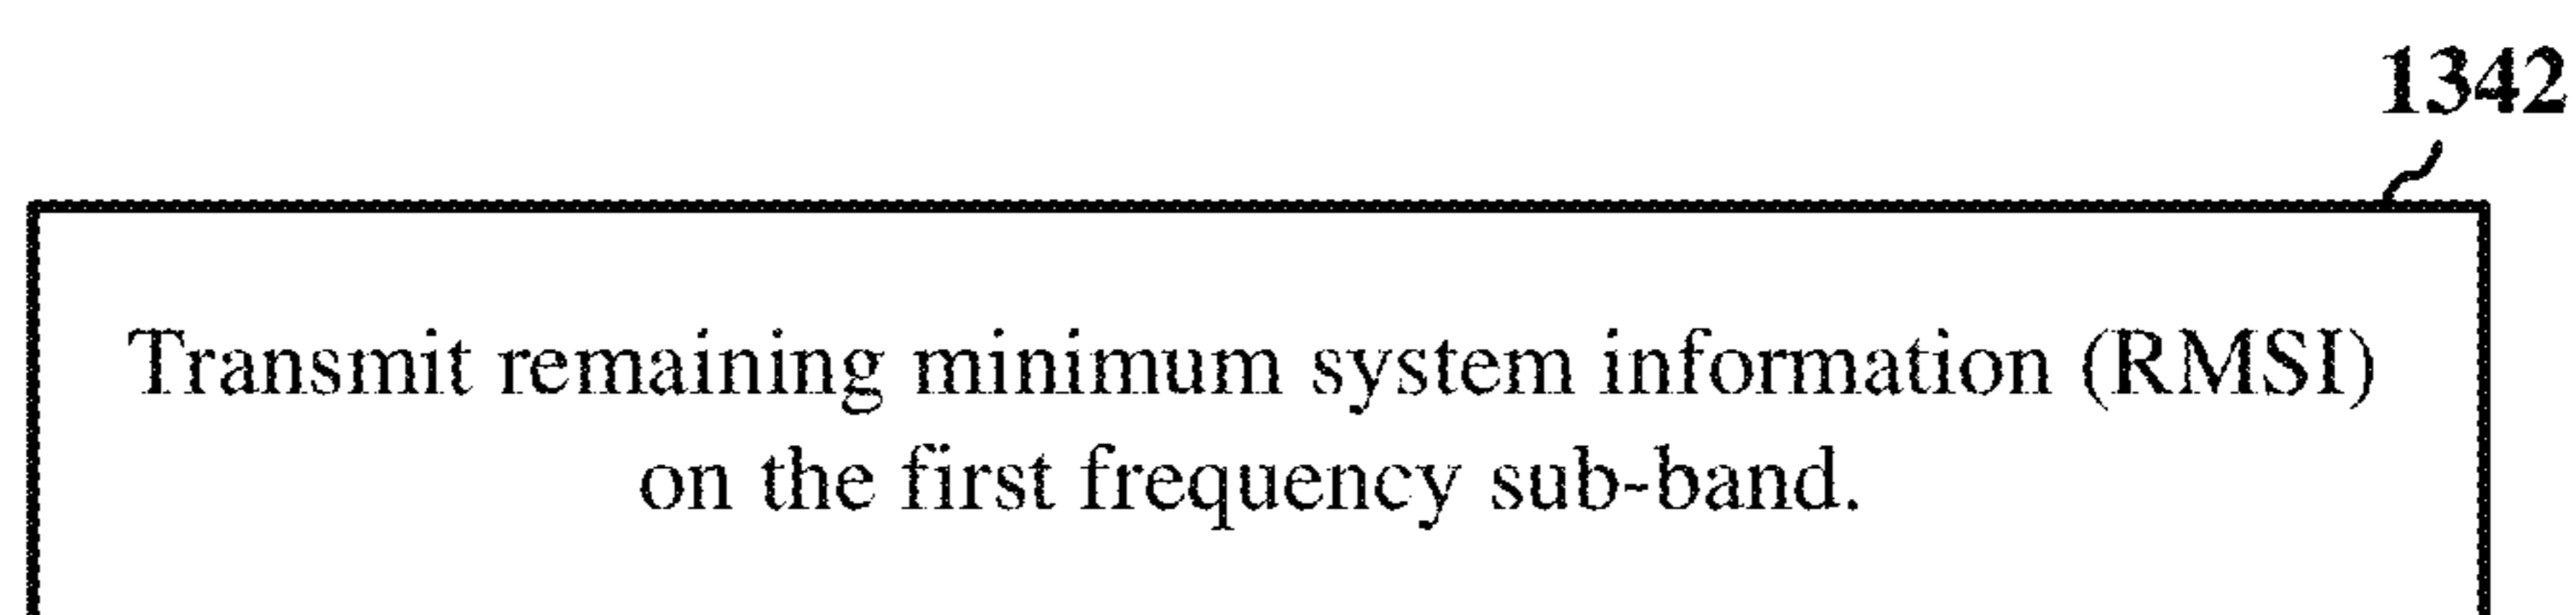 1342
Transmit remaining minimum system information (RMSI)
on the first frequency sub-band.